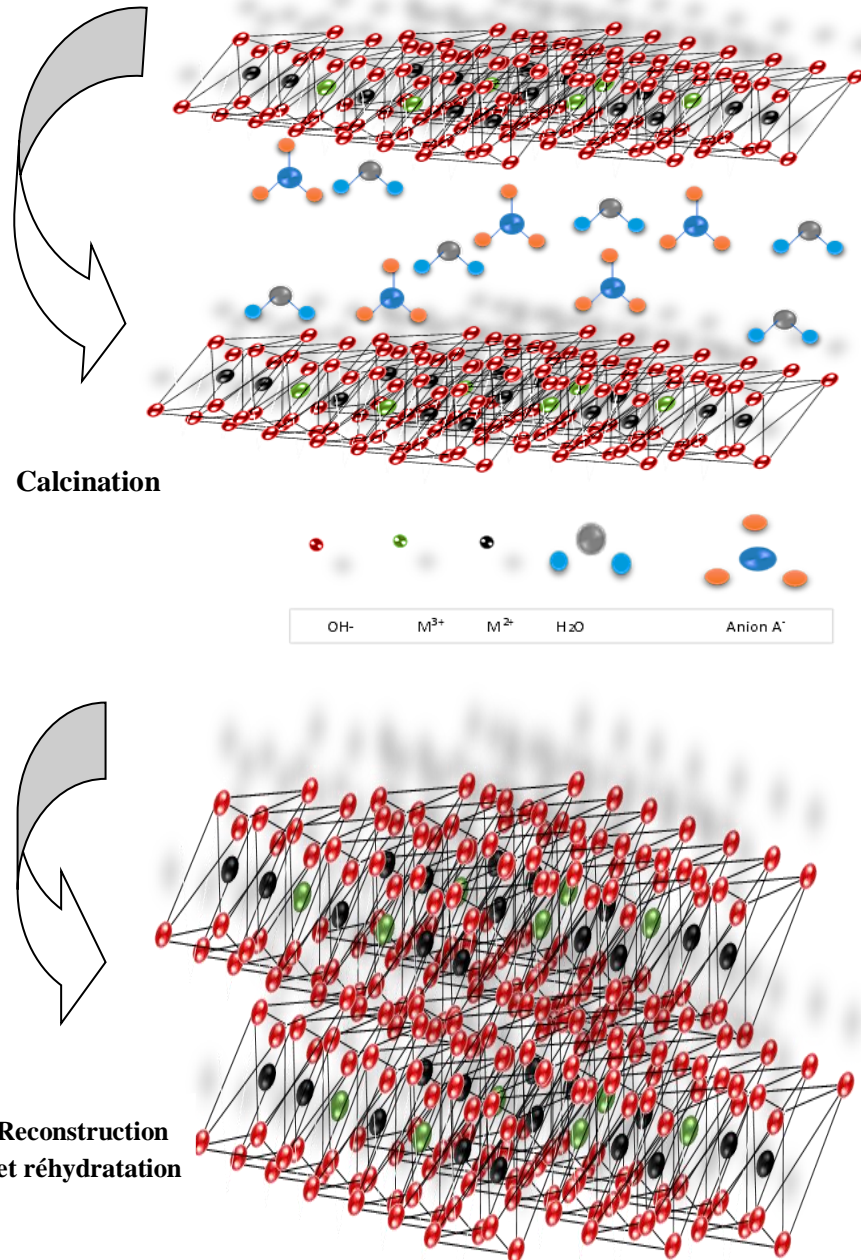 Calcination
OH- M³⁺ M²⁺ H₂O Anion A⁻
Reconstruction
et réhydratation